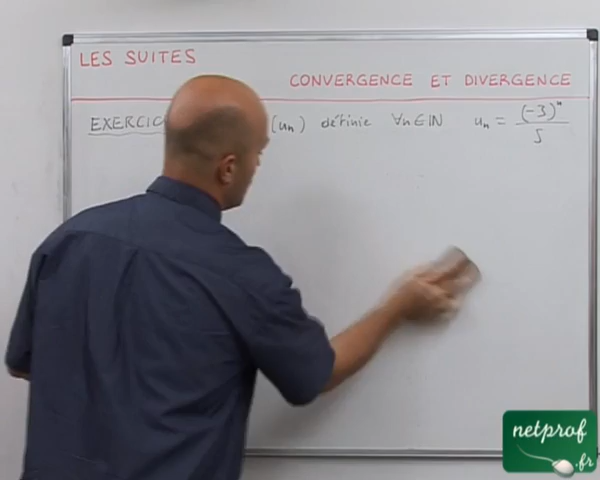 LES SUITES
CONVERGENCE ET DIVERGENCE
(uₙ) définie ∀n∈ℕ uₙ = (-3)ⁿ
5
netprof
.fr